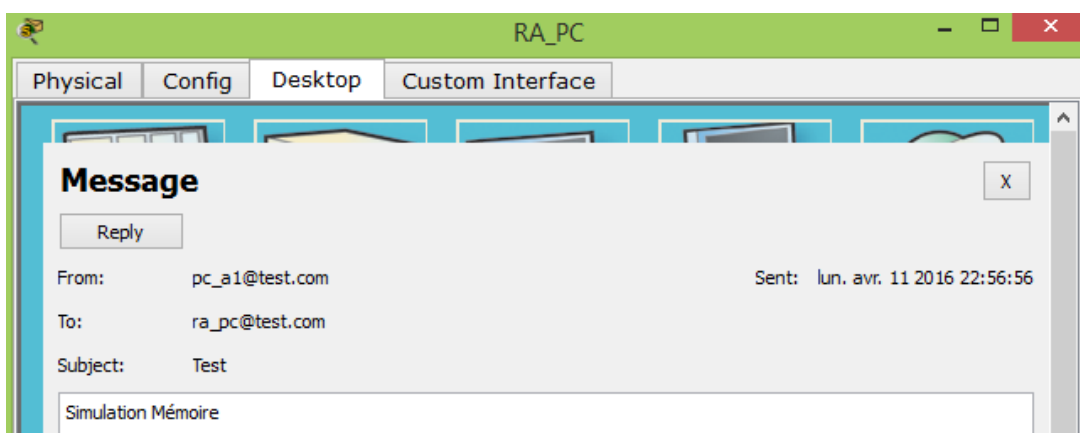 RA_PC
Physical Config Desktop Custom Interface
Message X
Reply
From: pc_a1@test.com Sent: lun. avr. 11 2016 22:56:56
To: ra_pc@test.com
Subject: Test
Simulation Mémoire